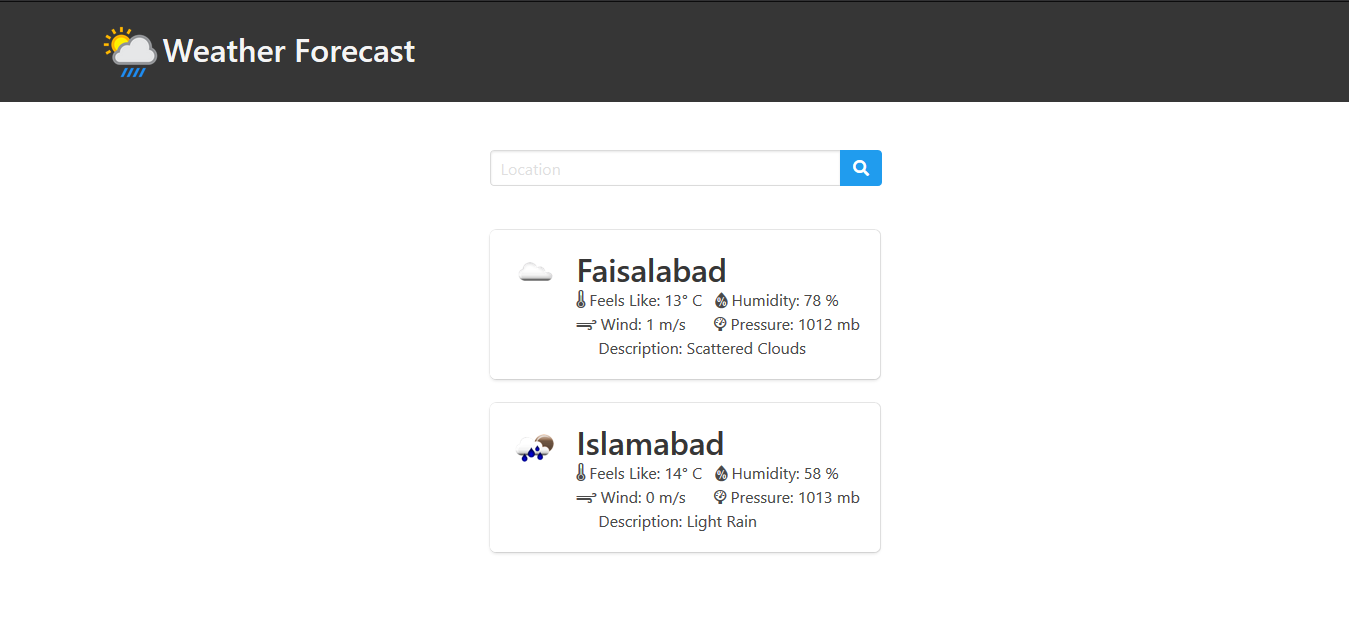 Weather Forecast
Location
Faisalabad
Feels Like: 13° C Humidity: 78 %
Wind: 1 m/s Pressure: 1012 mb
Description: Scattered Clouds
Islamabad
Feels Like: 14° C Humidity: 58 %
Wind: 0 m/s Pressure: 1013 mb
Description: Light Rain